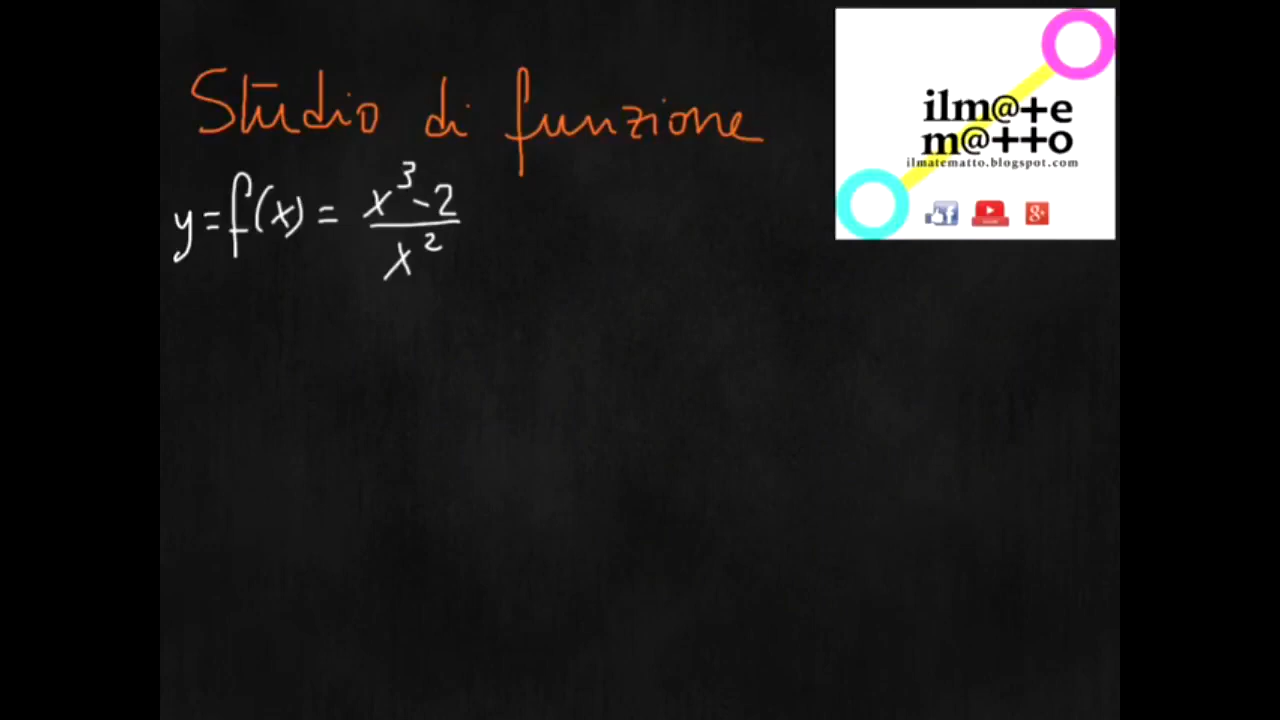 Studio di funzione
y=f(x) = x³-2 / x²
ilm@+e
m@++o
ilmatematto.blogspot.com
f
g+